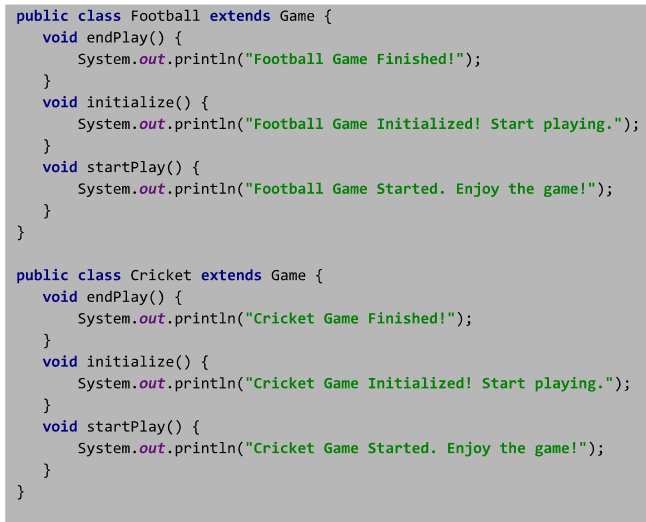 public class Football extends Game {
   void endPlay() {
       System.out.println("Football Game Finished!");
   }
   void initialize() {
       System.out.println("Football Game Initialized! Start playing.");
   }
   void startPlay() {
       System.out.println("Football Game Started. Enjoy the game!");
   }
}

public class Cricket extends Game {
   void endPlay() {
       System.out.println("Cricket Game Finished!");
   }
   void initialize() {
       System.out.println("Cricket Game Initialized! Start playing.");
   }
   void startPlay() {
       System.out.println("Cricket Game Started. Enjoy the game!");
   }
}